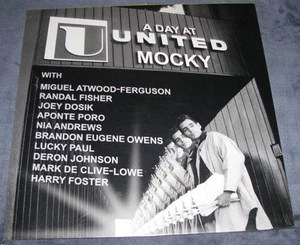 A DAY AT
U UNITED
MOCKY
WITH
MIGUEL ATWOOD-FERGUSON
RANDAL FISHER
JOEY DOSIK
APONTE PORO
NIA ANDREWS
BRANDON EUGENE OWENS
LUCKY PAUL
DERON JOHNSON
MARK DE CLIVE-LOWE
HARRY FOSTER